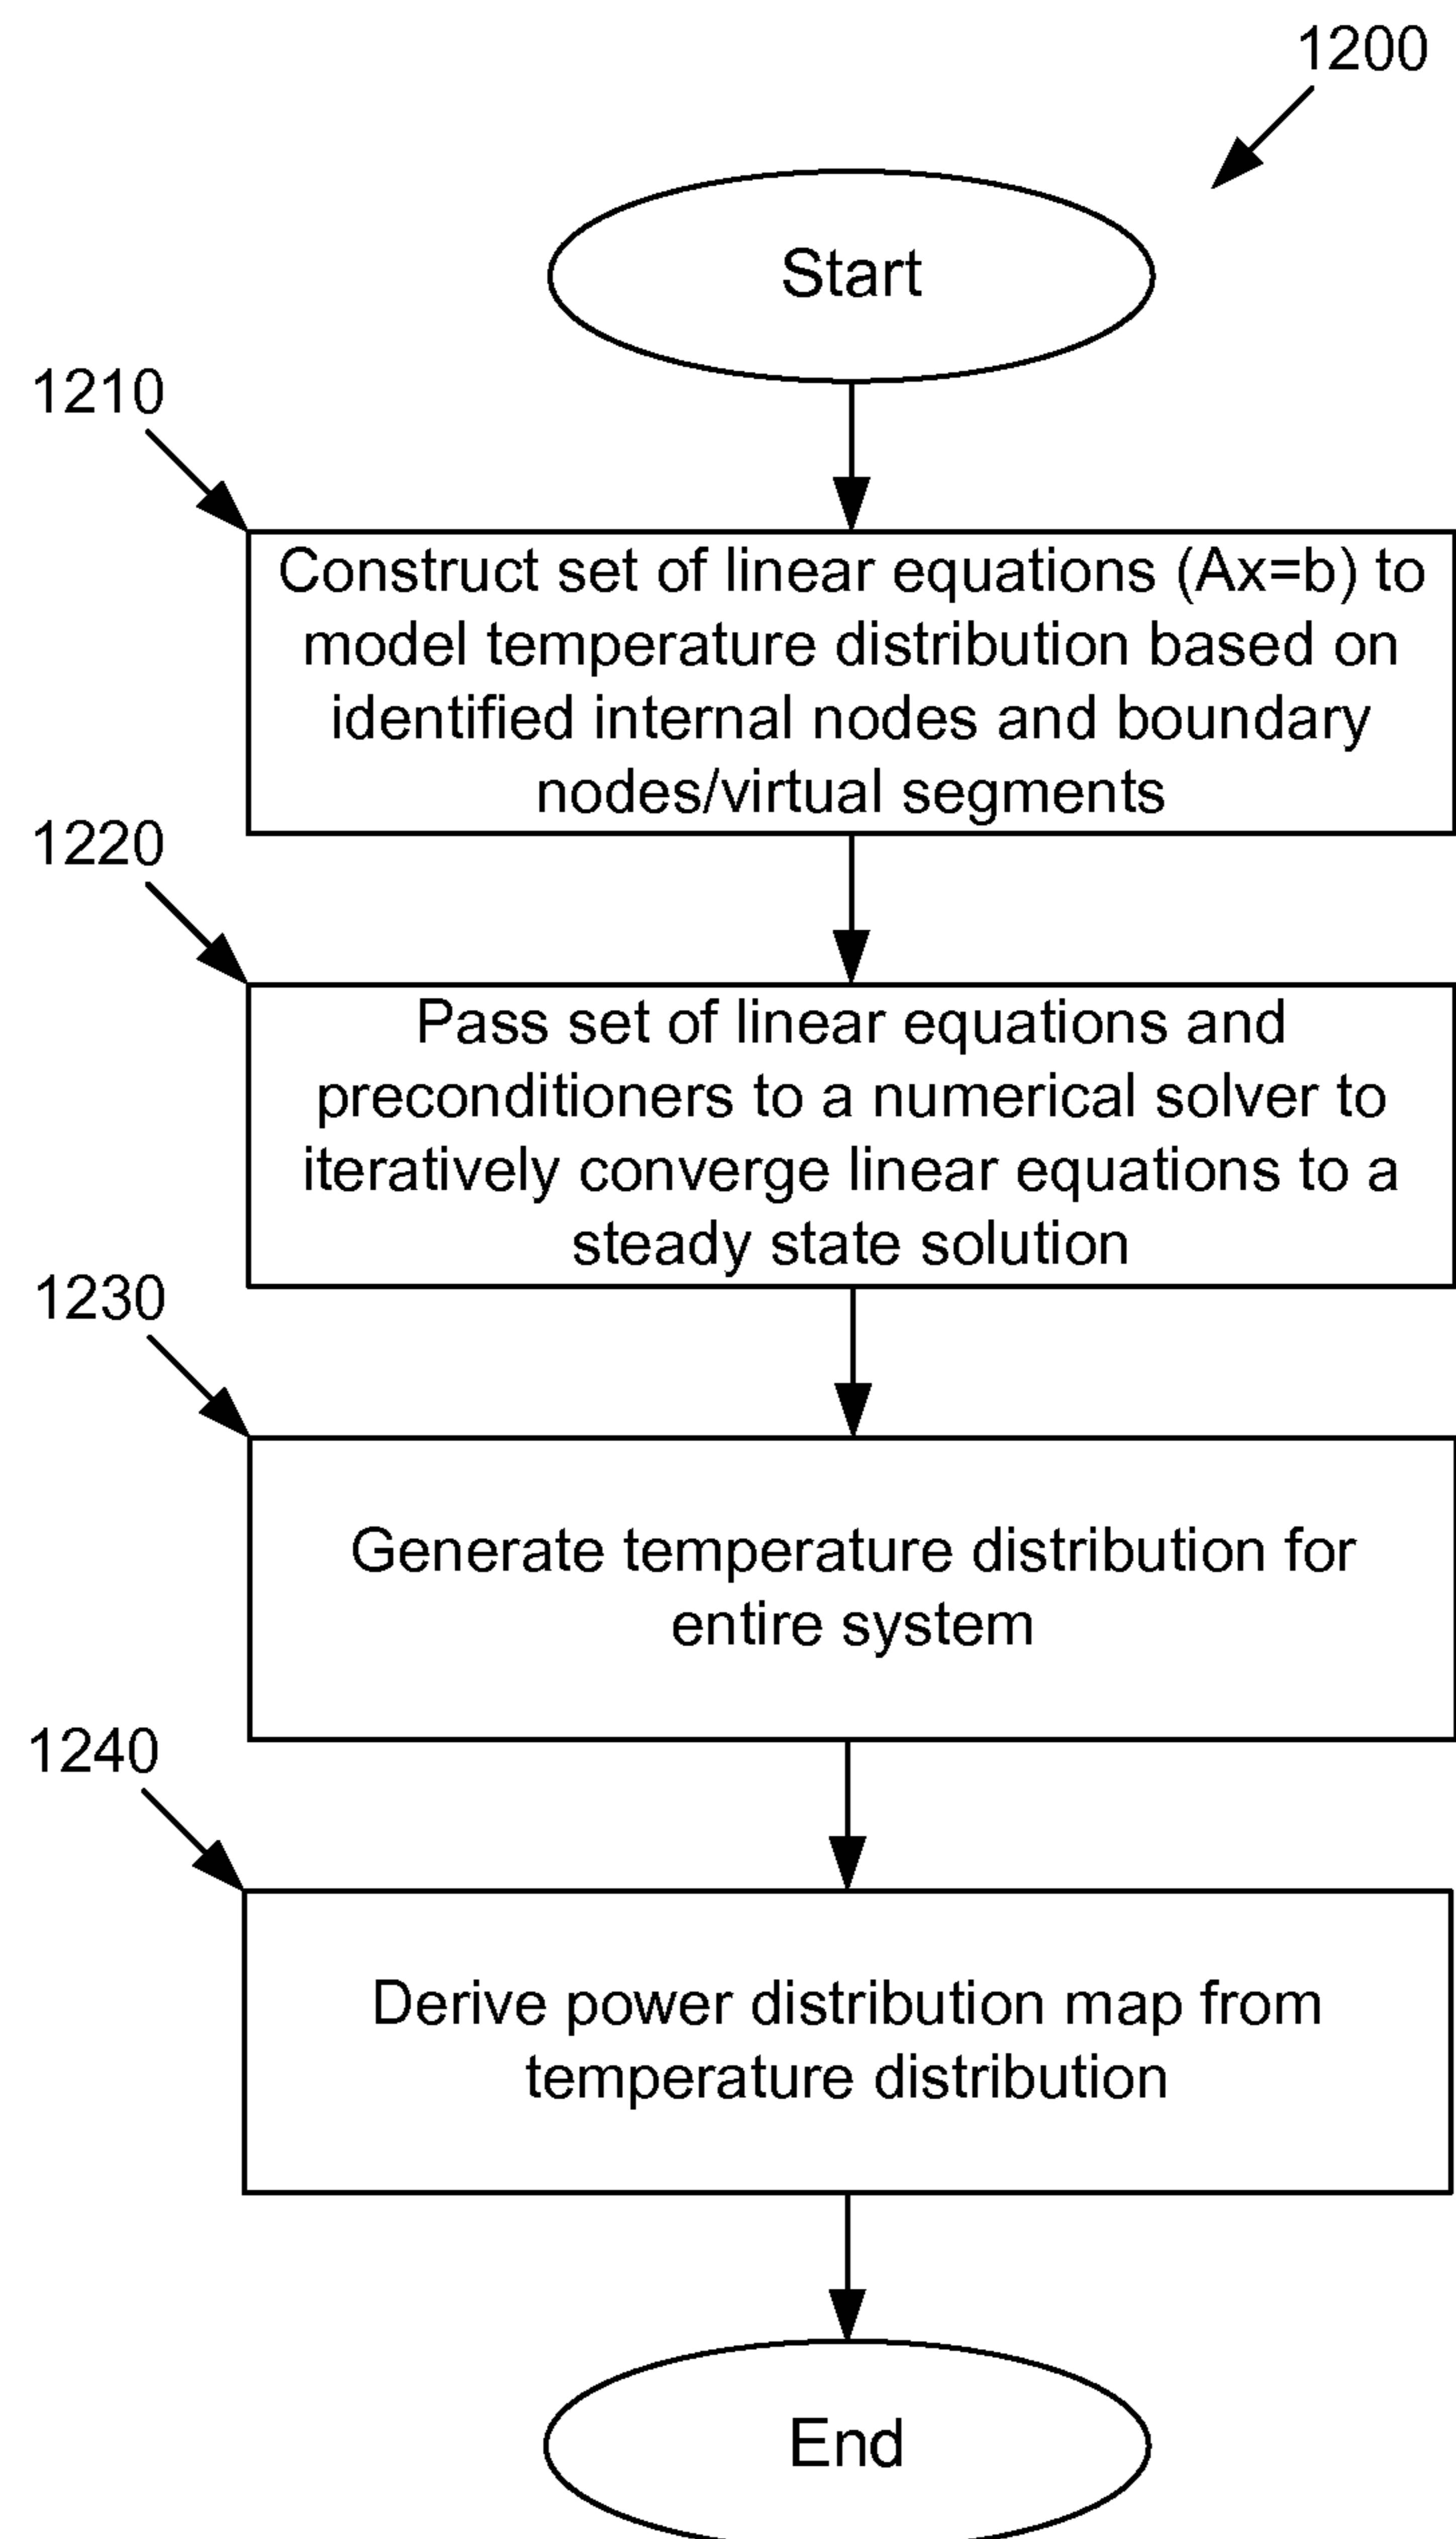 1200
Start
1210
Construct set of linear equations (Ax=b) to
model temperature distribution based on
identified internal nodes and boundary
nodes/virtual segments
1220
Pass set of linear equations and
preconditioners to a numerical solver to
iteratively converge linear equations to a
steady state solution
1230
Generate temperature distribution for
entire system
1240
Derive power distribution map from
temperature distribution
End